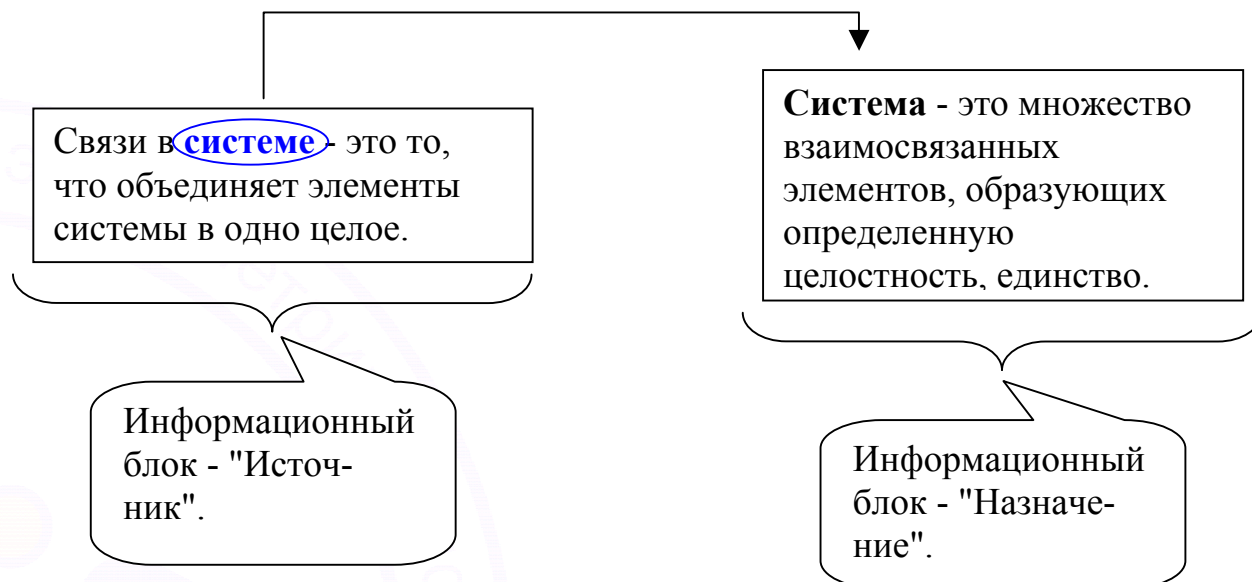 Связи в системе - это то,
что объединяет элементы
системы в одно целое.
Система - это множество
взаимосвязанных
элементов, образующих
определенную
целостность, единство.
Информационный
блок - "Источ-
ник".
Информационный
блок - "Назначе-
ние".